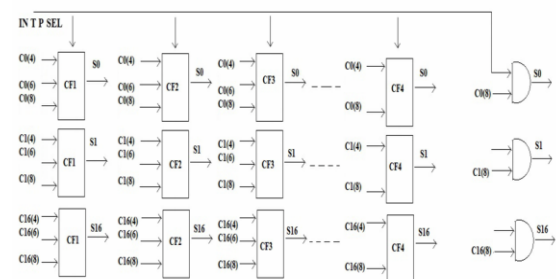 IN T P SEL
C0(4) C0(6) C0(8) CF1 S0
C0(4) C0(6) C0(8) CF2 S0
C0(4) C0(6) C0(8) CF3 S0
C0(4) C0(8) CF4 S0
C0(8) S0
C1(4) C1(6) C1(8) CF1 S1
C1(4) C1(6) C1(8) CF2 S1
C1(4) C1(6) C1(8) CF3 S1
C1(4) C1(8) CF4 S1
C1(8) S1
C16(4) C16(6) C16(8) CF1 S16
C16(4) C16(6) C16(8) CF2 S16
C16(4) C16(6) C16(8) CF3 S16
C16(4) C16(8) CF4 S16
C16(8) S16